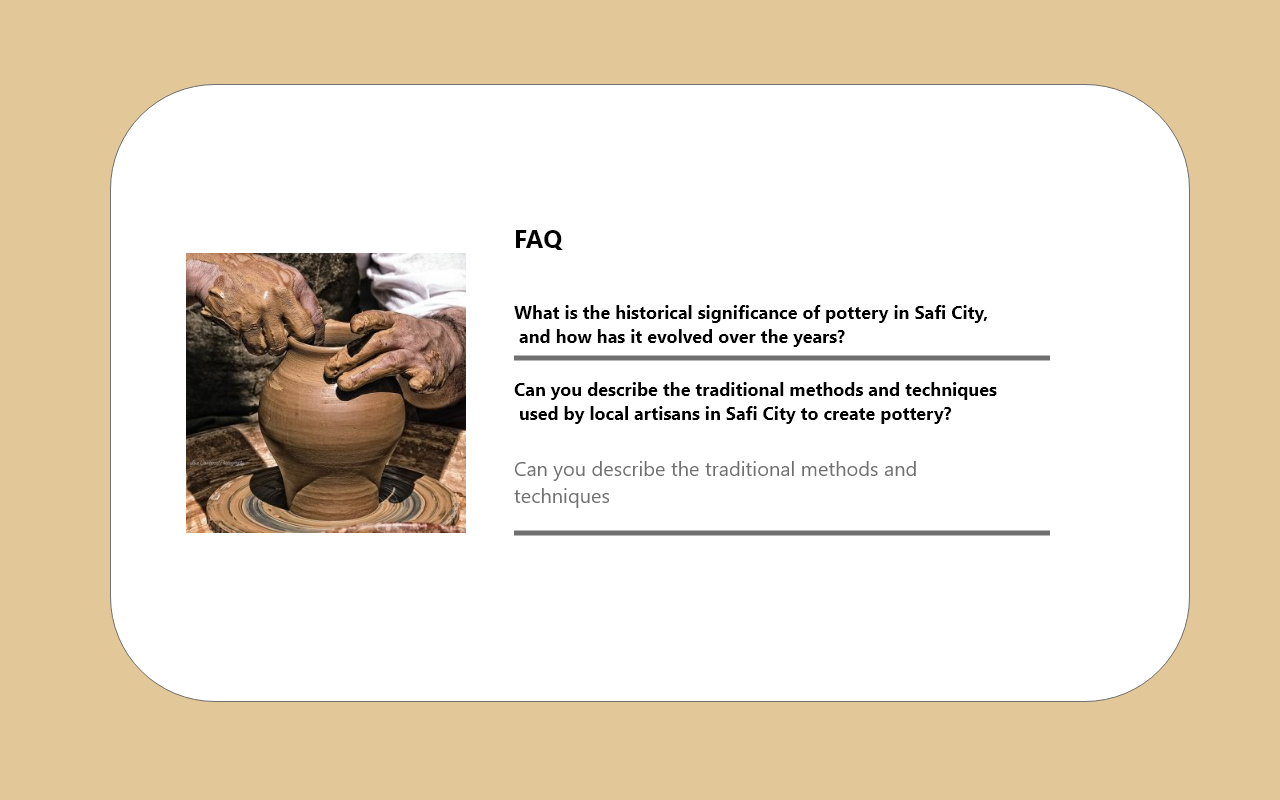 FAQ
What is the historical significance of pottery in Safi City,
and how has it evolved over the years?
Can you describe the traditional methods and techniques
used by local artisans in Safi City to create pottery?
Can you describe the traditional methods and
techniques